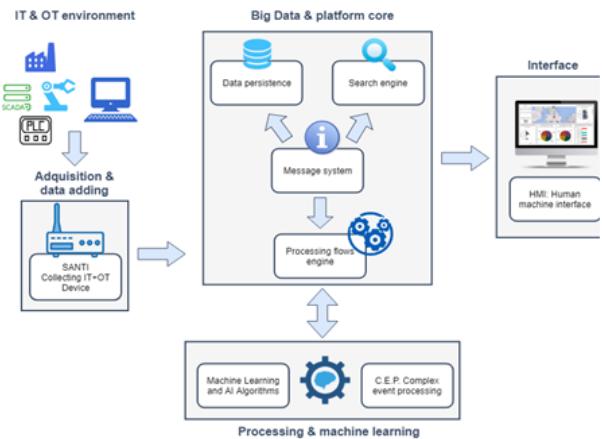 IT & OT environment
Big Data & platform core
Data persistence
Search engine
Interface
SCADA
PLC
Message system
HMI: Human
machine interface
Adquisition &
data adding
SANTI
Collecting IT+OT
Device
Processing flows
engine
Machine Learning
and AI Algorithms
C.E.P. Complex
event processing
Processing & machine learning